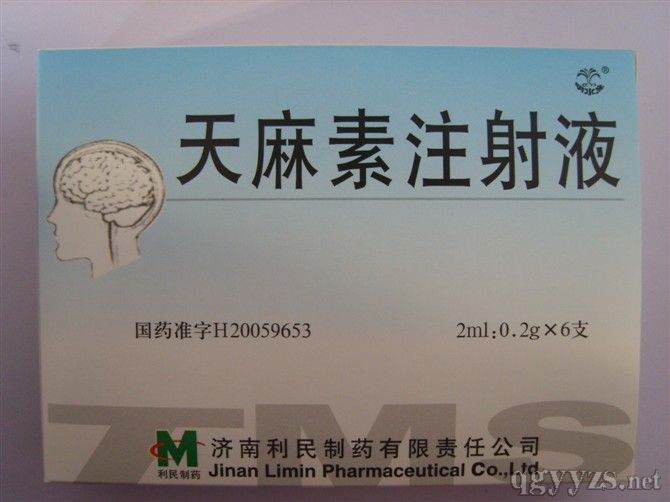 ®
天麻素注射液
国药准字H20059653
2ml:0.2g×6支
TMS
M
利民制药
济南利民制药有限责任公司
Jinan Limin Pharmaceutical Co.,Ltd.
qgyyzs.net